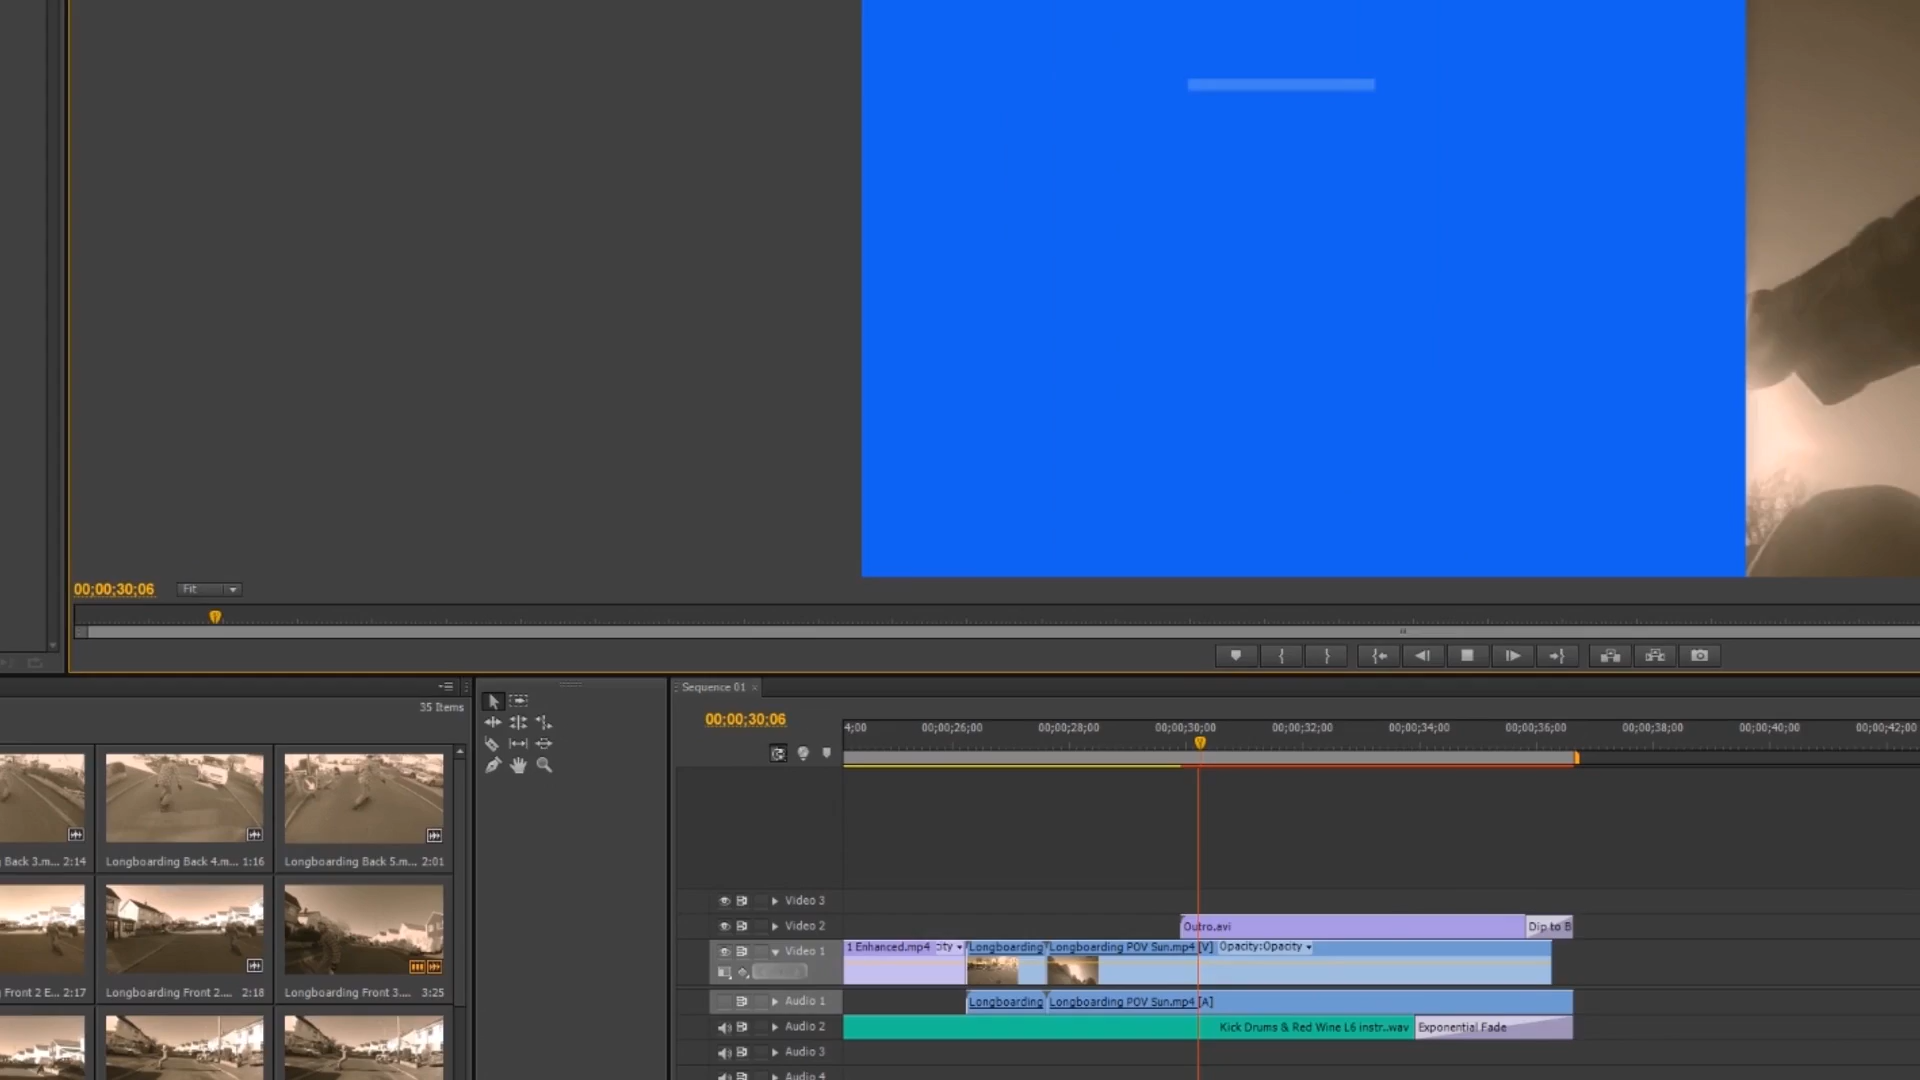 00;00;30;06 Fit
35 Items
Back 3.m... 2:14
Longboarding Back 4.m... 1:16
Longboarding Back 5.m... 2:01
Front 2 E... 2:17
Longboarding Front 2.... 2:18
Longboarding Front 3.... 3:25
Sequence 01
00;00;30;06
4;00 00;00;26;00 00;00;28;00 00;00;30;00 00;00;32;00 00;00;34;00 00;00;36;00 00;00;38;00 00;00;40;00 00;00;42;00
Video 3
Video 2 Outro.avi Dip to B
Video 1 1 Enhanced.mp4 ity Longboarding Longboarding POV Sun.mp4 [V] Opacity:Opacity
Audio 1 Longboarding Longboarding POV Sun.mp4 [A]
Audio 2 Kick Drums & Red Wine L6 instr...wav Exponential Fade
Audio 3
Audio 4